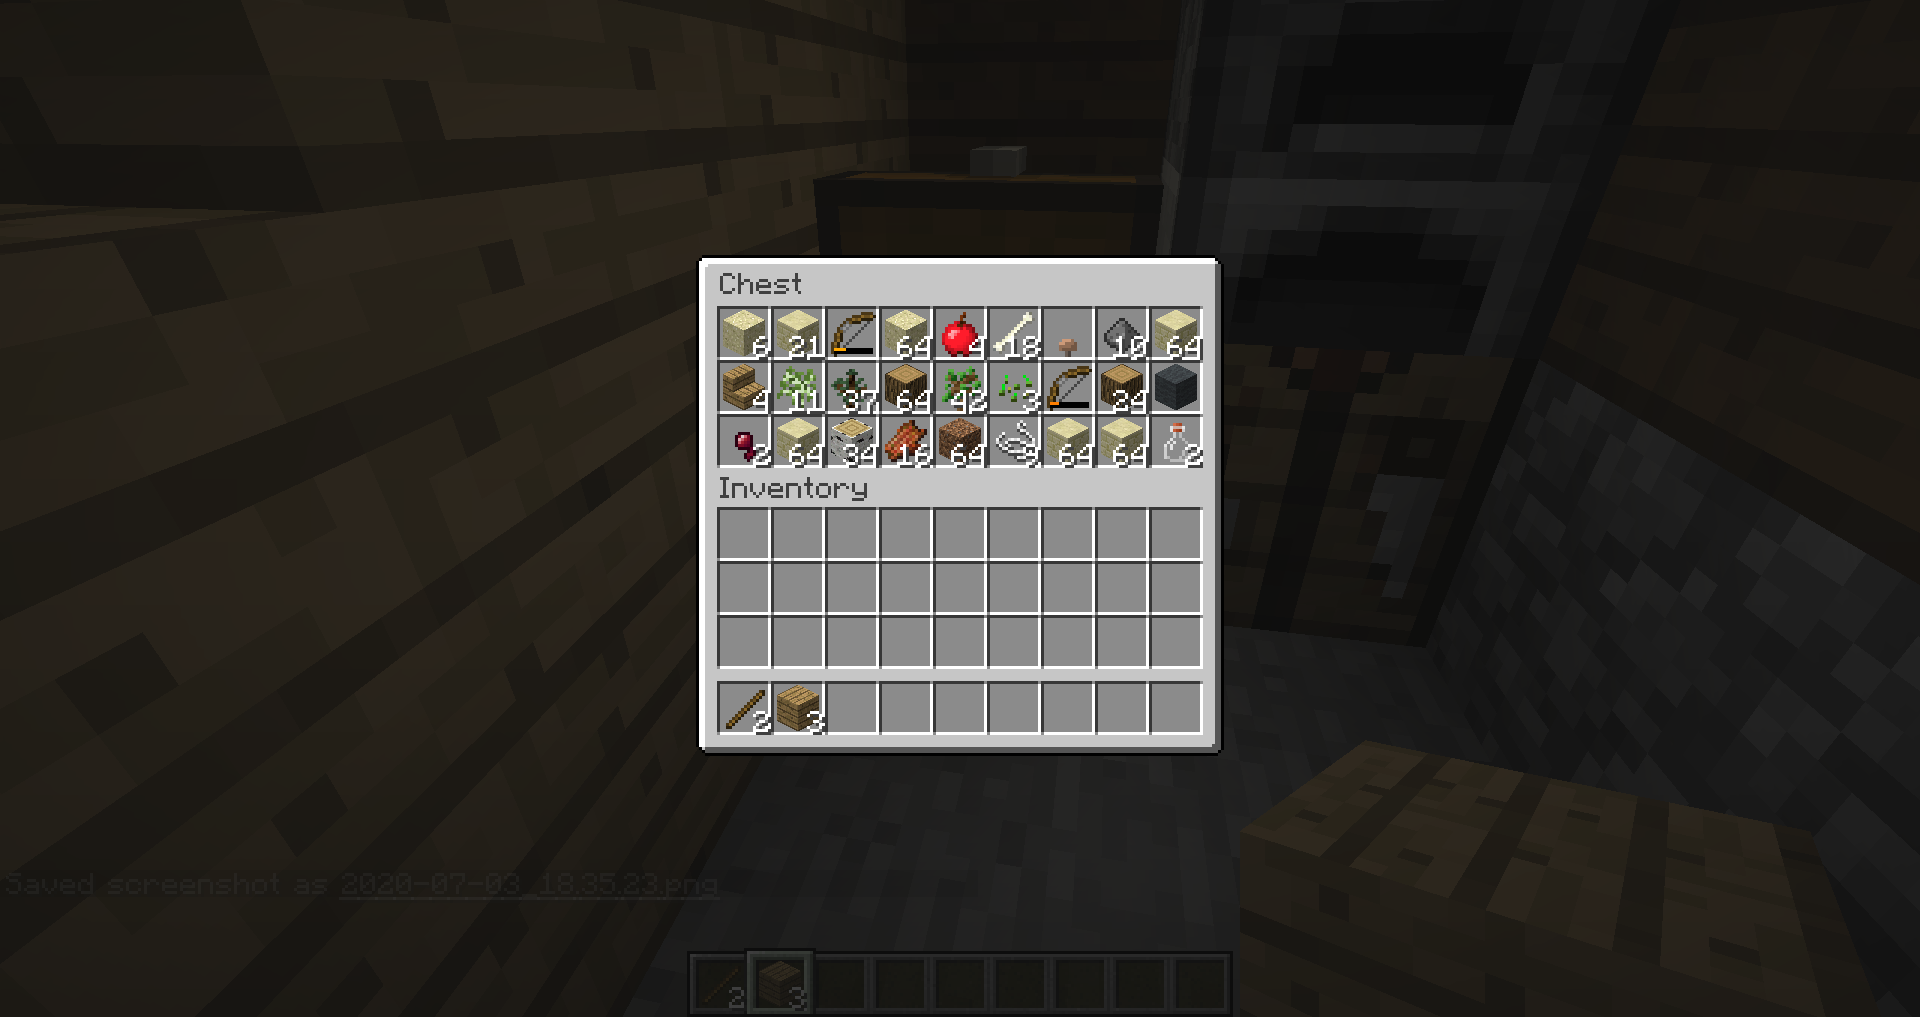 Chest
6 21 64 4 18 10 64
4 11 37 64 42 3 24
2 64 34 16 64 64 64 2
Inventory
2 3
Saved screenshot as 2020-07-03_18.35.23.png
2 3